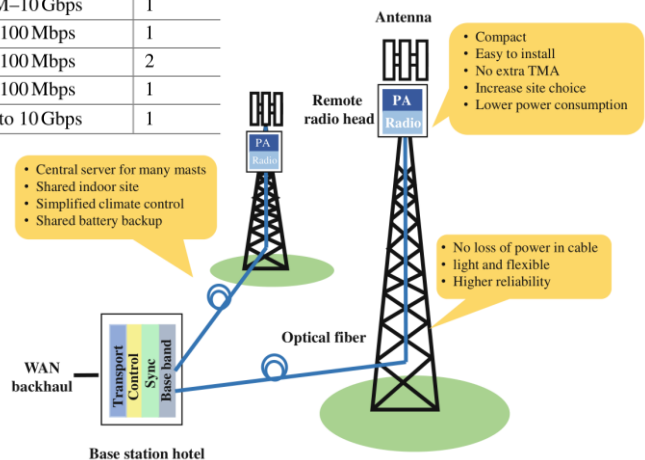 M–10 Gbps 1
100 Mbps 1
100 Mbps 2
100 Mbps 1
to 10 Gbps 1
Antenna
• Compact
• Easy to install
• No extra TMA
• Increase site choice
• Lower power consumption
Remote
radio head
PA
Radio
PA
Radio
• Central server for many masts
• Shared indoor site
• Simplified climate control
• Shared battery backup
• No loss of power in cable
• light and flexible
• Higher reliability
Optical fiber
WAN
backhaul
Transport
Control
Sync
Base band
Base station hotel